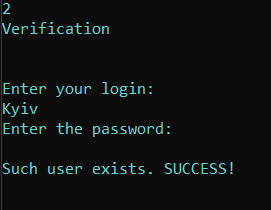 2
Verification
Enter your login:
Kyiv
Enter the password:
Such user exists. SUCCESS!